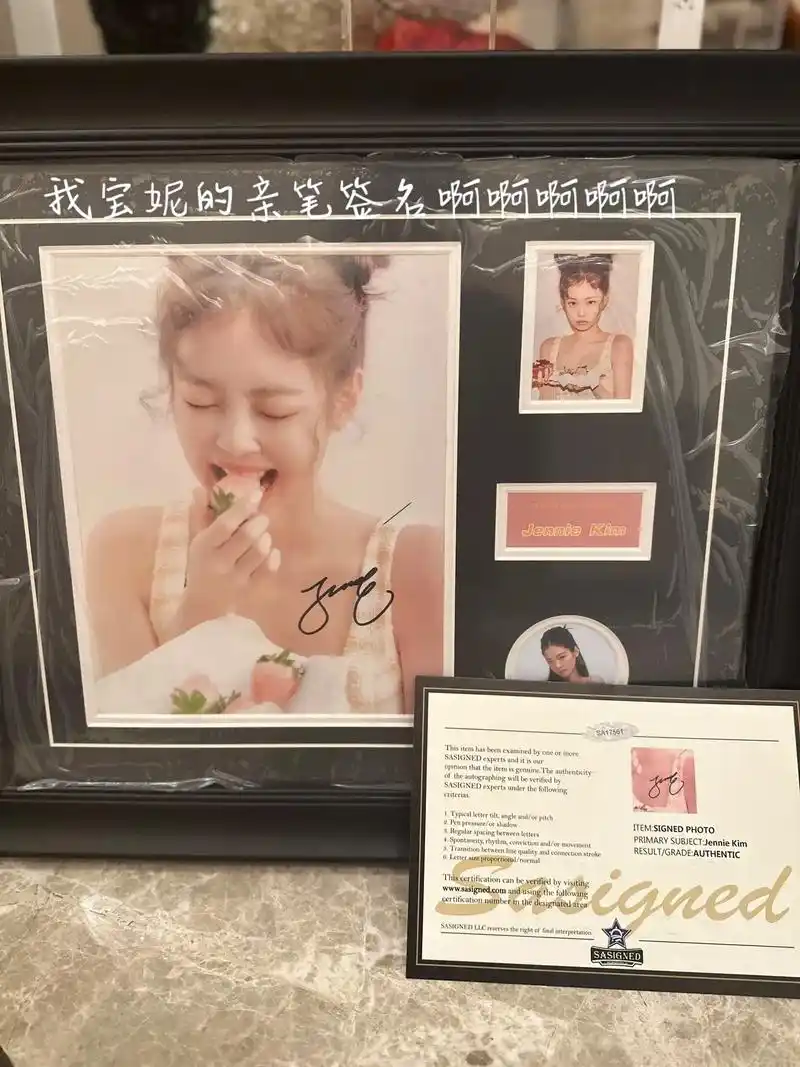 我宝妮的亲笔签名啊啊啊啊啊
Jennie Kim
SA17561
This item has been examined by one or more
SASIGNED experts and it is our
opinion that the item is genuine.The authenticity
of the autographing will be verified by
SASIGNED experts under the following
criterias.
1. Typical letter tilt, angle and/or pitch
2. Pen pressure/or shadow
3. Regular spacing between letters
4. Spontaneity, rhythm, conviction and/or movement
5. Transition between line quality and connection stroke
6. Letter size proportional/normal
This certification can be verified by visiting
www.sasigned.com and using the following
certification number in the designated area
SASIGNED LLC reserves the right of final interpretation
ITEM:SIGNED PHOTO
PRIMARY SUBJECT:Jennie Kim
RESULT/GRADE:AUTHENTIC
Sasigned
SASIGNED